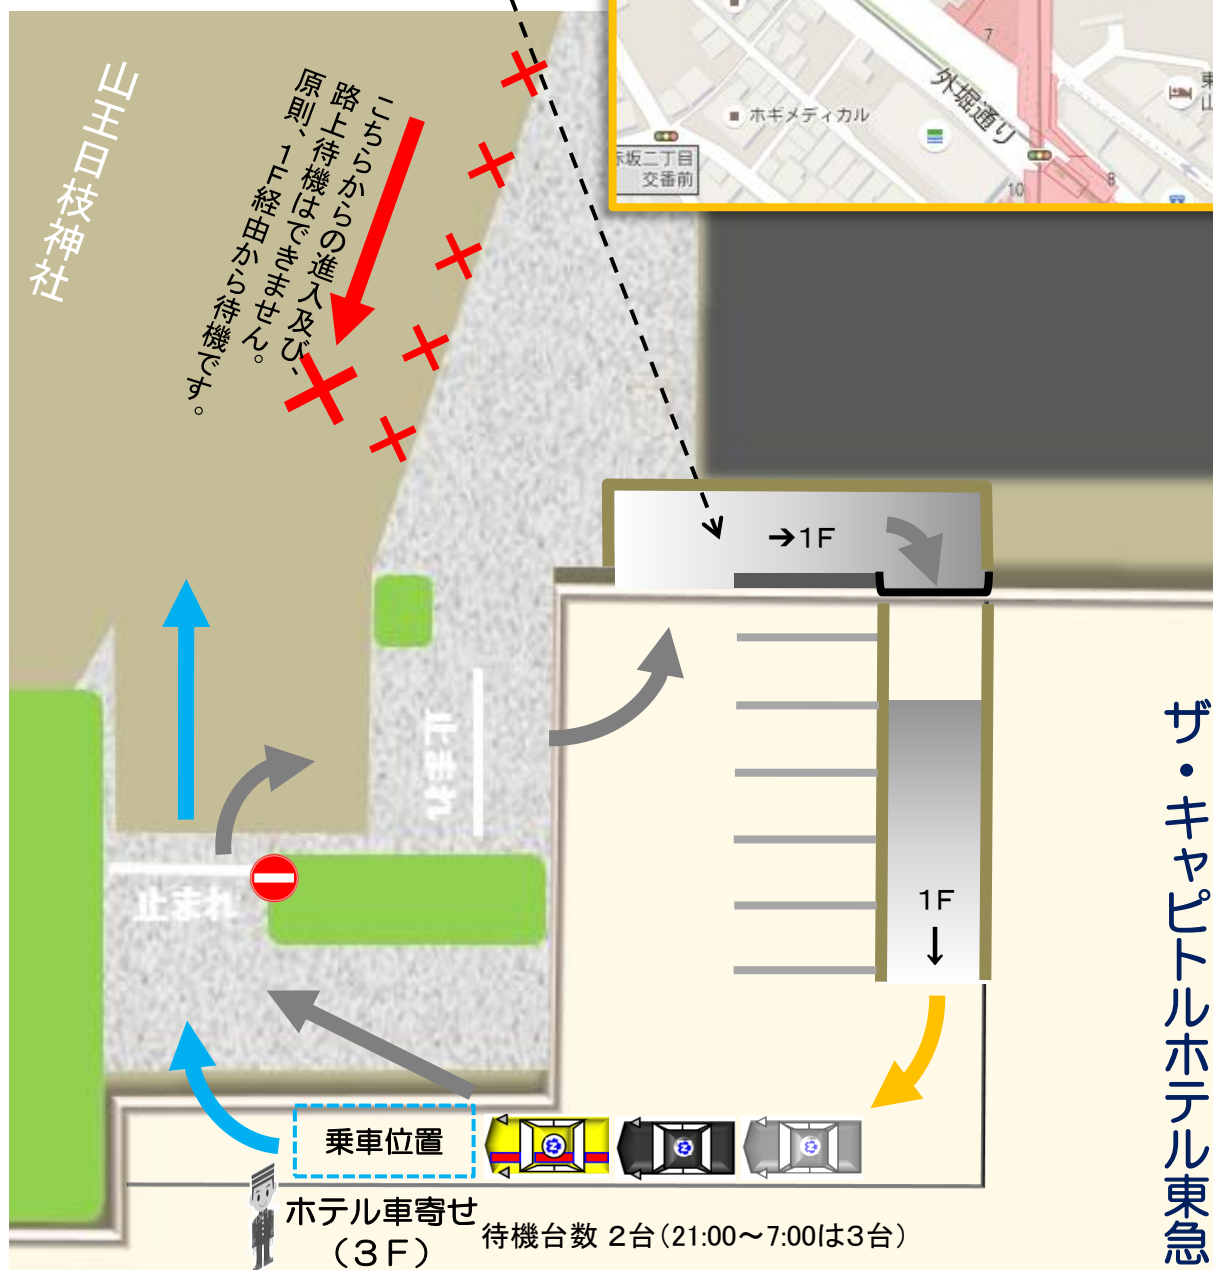 山王日枝神社
こちらからの進入及び、
路上待機はできません。
原則、1F経由から待機です。
7
外堀通り
ホギメディカル
赤坂二丁目
交番前
10
8
東
山
➔1F
止まれ
止まれ
1F
↓
ザ・キャピトルホテル東急
乗車位置
ホテル車寄せ
(3F)
待機台数 2台(21:00～7:00は3台)